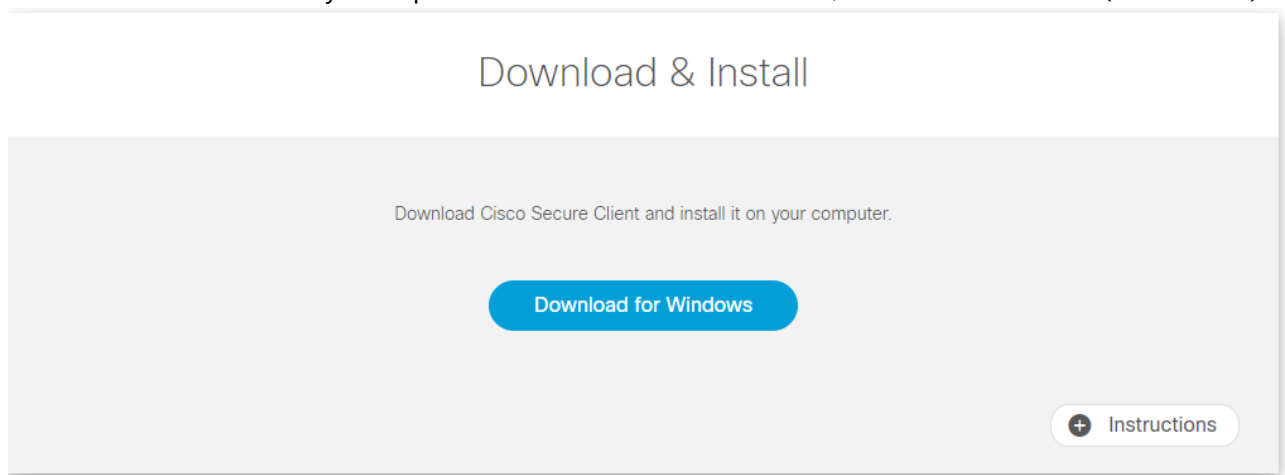 Download & Install
Download Cisco Secure Client and install it on your computer.
Download for Windows
Instructions